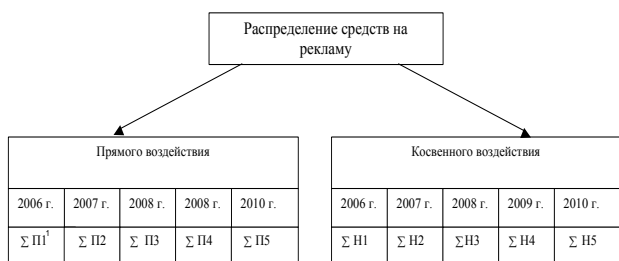 Распределение средств на
рекламу
Прямого воздействия
2006 г. 2007 г. 2008 г. 2008 г. 2010 г.
∑ П1¹ ∑ П2 ∑ П3 ∑ П4 ∑ П5
Косвенного воздействия
2006 г. 2007 г. 2008 г. 2009 г. 2010 г.
∑ Н1 ∑ Н2 ∑Н3 ∑ Н4 ∑ Н5